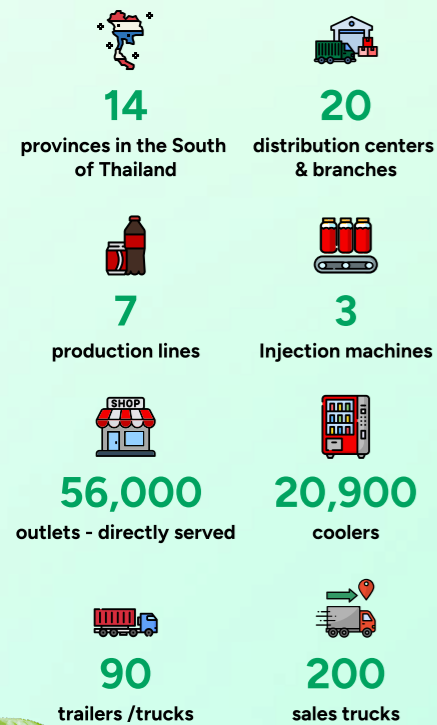 14
provinces in the South
of Thailand
20
distribution centers
& branches
7
production lines
3
Injection machines
SHOP
56,000
outlets - directly served
20,900
coolers
90
trailers /trucks
200
sales trucks